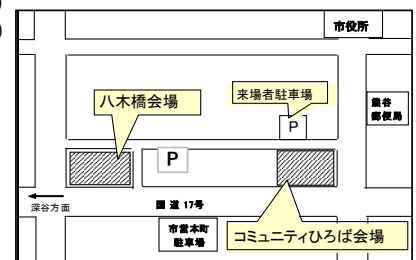 市役所
八木橋会場
来場者駐車場
熊谷
郵便局
P
P
深谷方面
国道 17号
市営本町
駐車場
コミュニティひろば会場